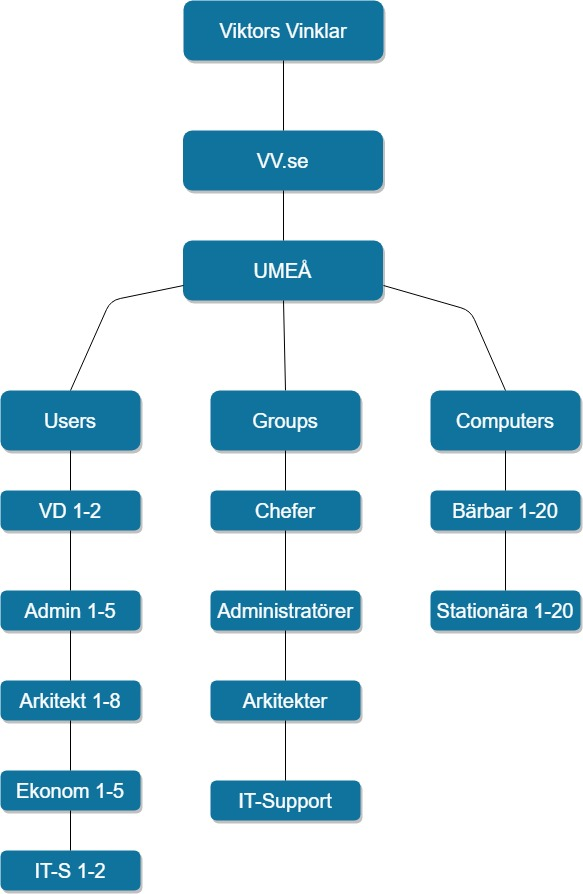 Viktors Vinklar
VV.se
UMEÅ
Users
Groups
Computers
VD 1-2
Chefer
Bärbar 1-20
Admin 1-5
Administratörer
Stationära 1-20
Arkitekt 1-8
Arkitekter
Ekonom 1-5
IT-Support
IT-S 1-2